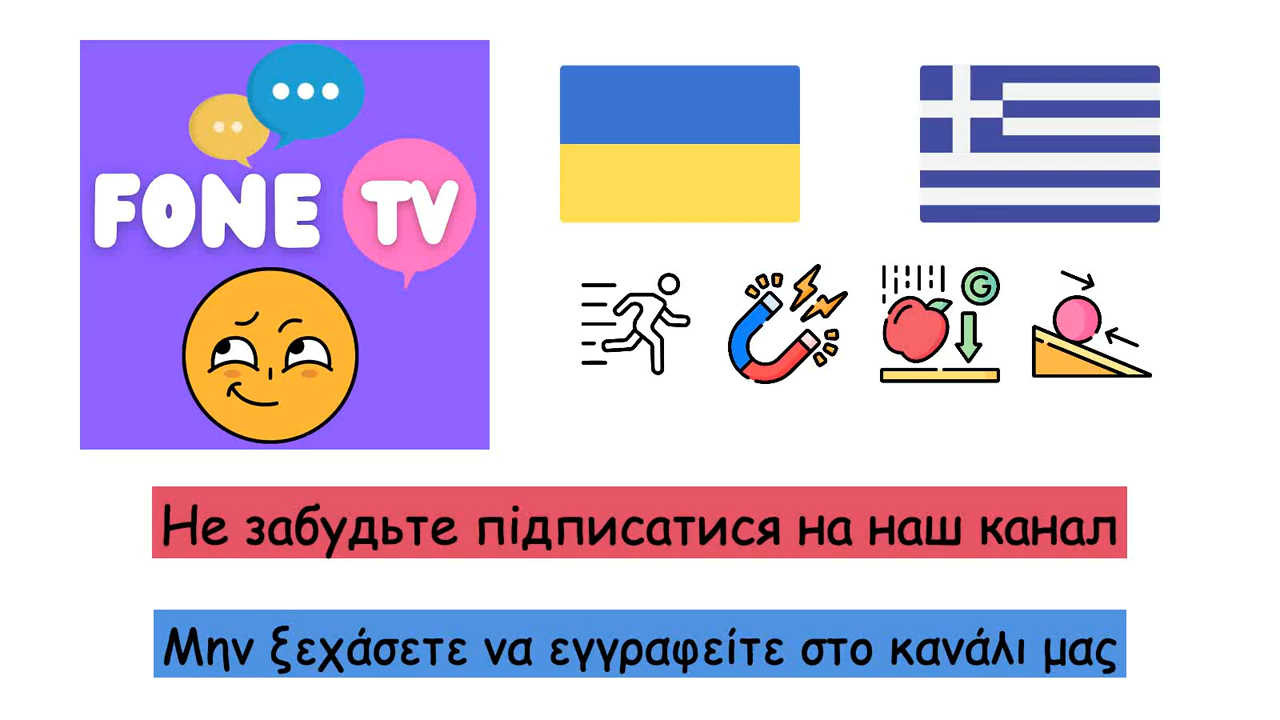 FONE TV
G
Не забудьте підписатися на наш канал
Μην ξεχάσετε να εγγραφείτε στο κανάλι μας